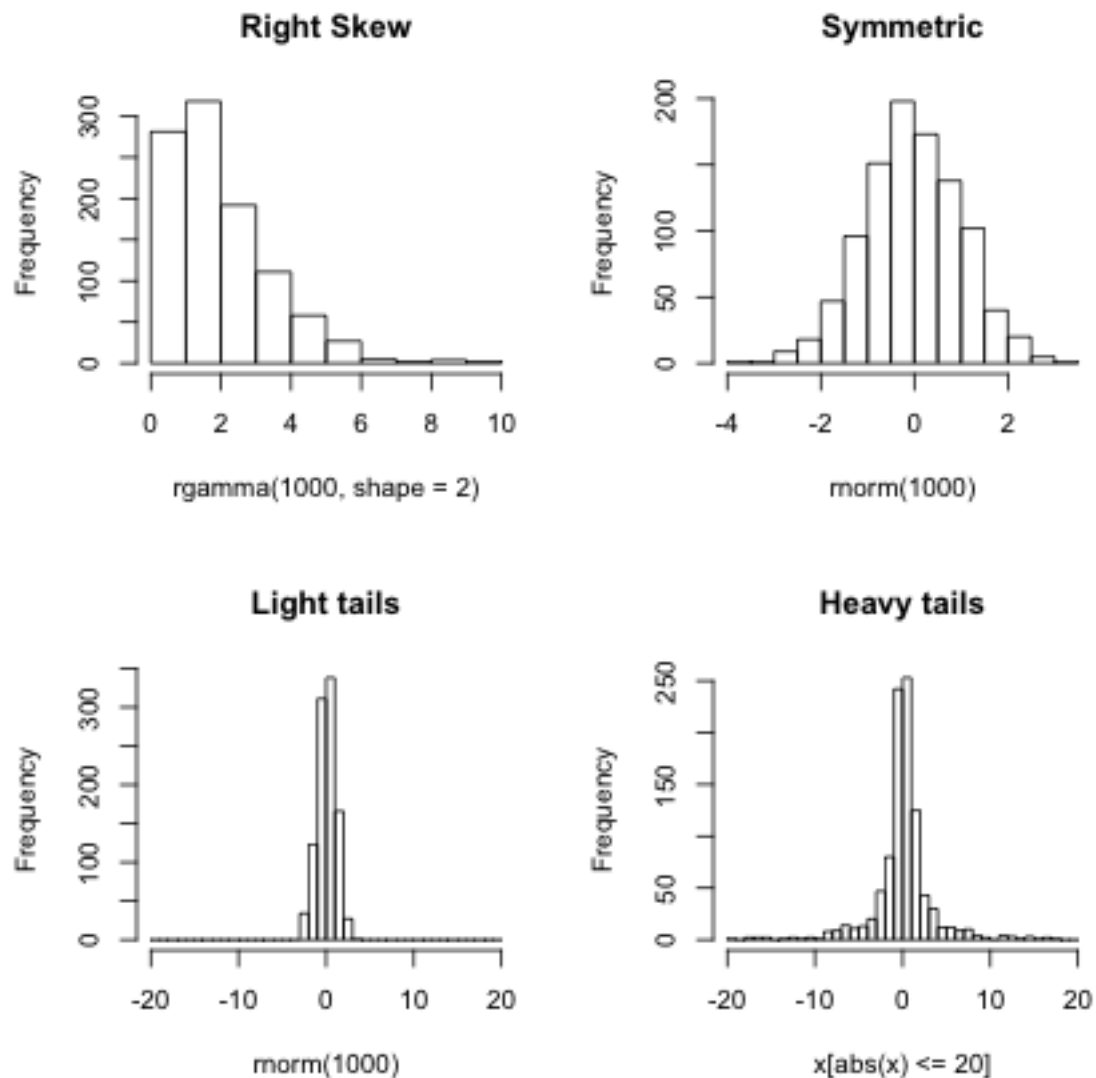 Right Skew
Frequency
0 100 200 300
0 2 4 6 8 10
rgamma(1000, shape = 2)
Symmetric
Frequency
0 50 100 200
-4 -2 0 2
rnorm(1000)
Light tails
Frequency
0 100 200 300
-20 -10 0 10 20
rnorm(1000)
Heavy tails
Frequency
0 50 150 250
-20 -10 0 10 20
x[abs(x) <= 20]